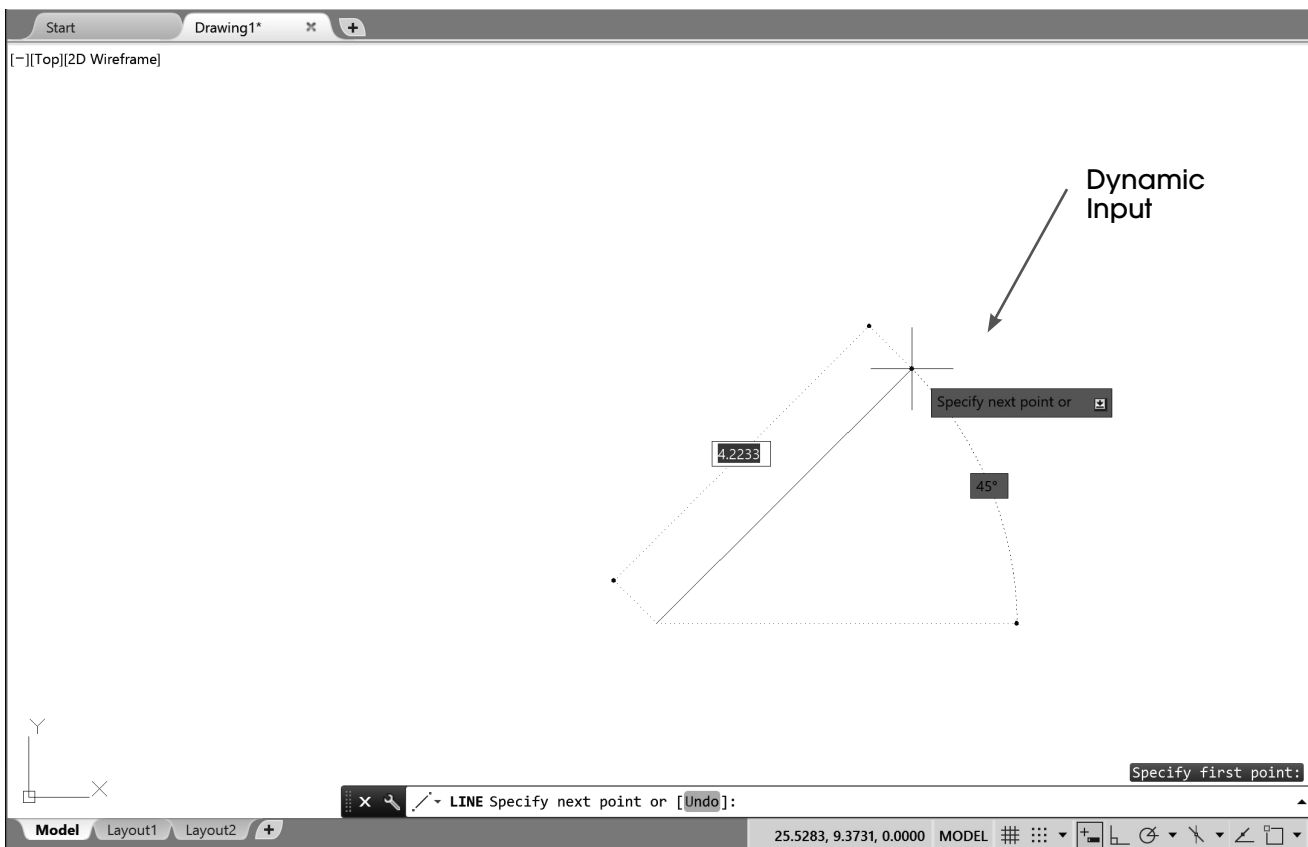 Start
Drawing1*
[−][Top][2D Wireframe]
Dynamic
Input
Specify next point or
4.2233
45°
Y
X
Specify first point:
LINE Specify next point or [Undo]:
Model Layout1 Layout2
25.5283, 9.3731, 0.0000 MODEL